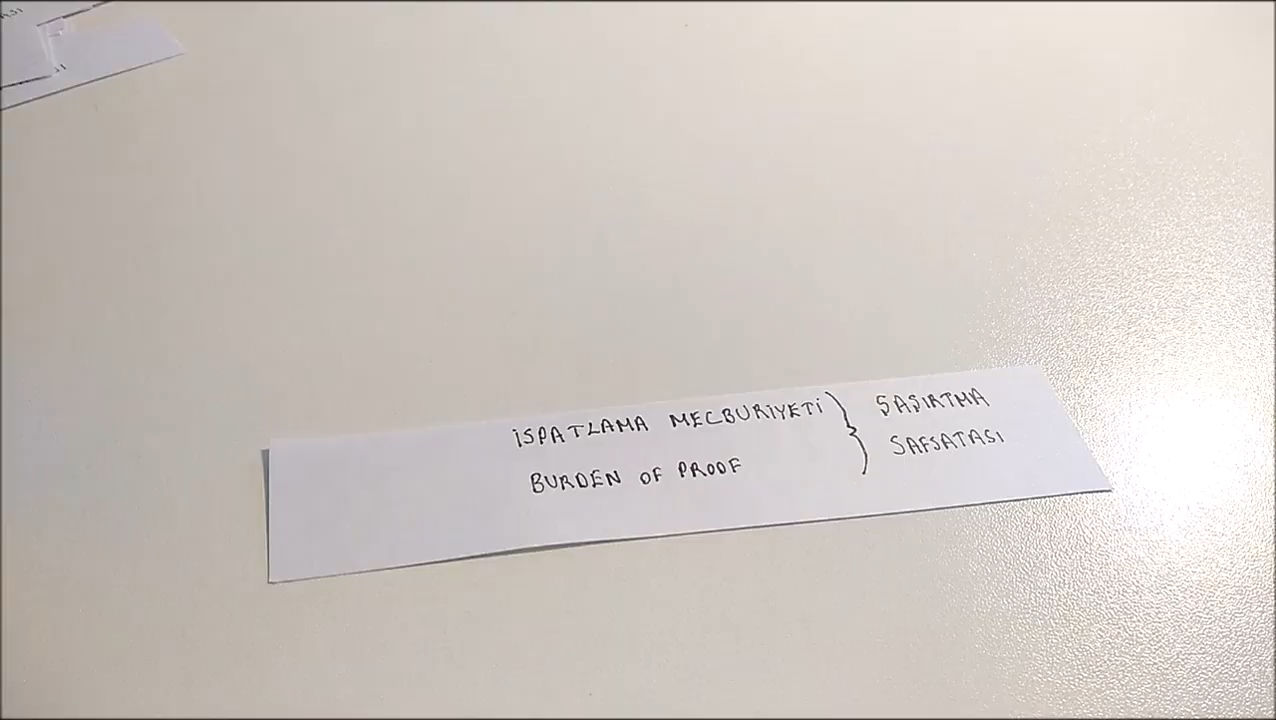 İSPATLAMA MECBURİYETİ } ŞAŞIRTMA
BURDEN OF PROOF SAFSATASI